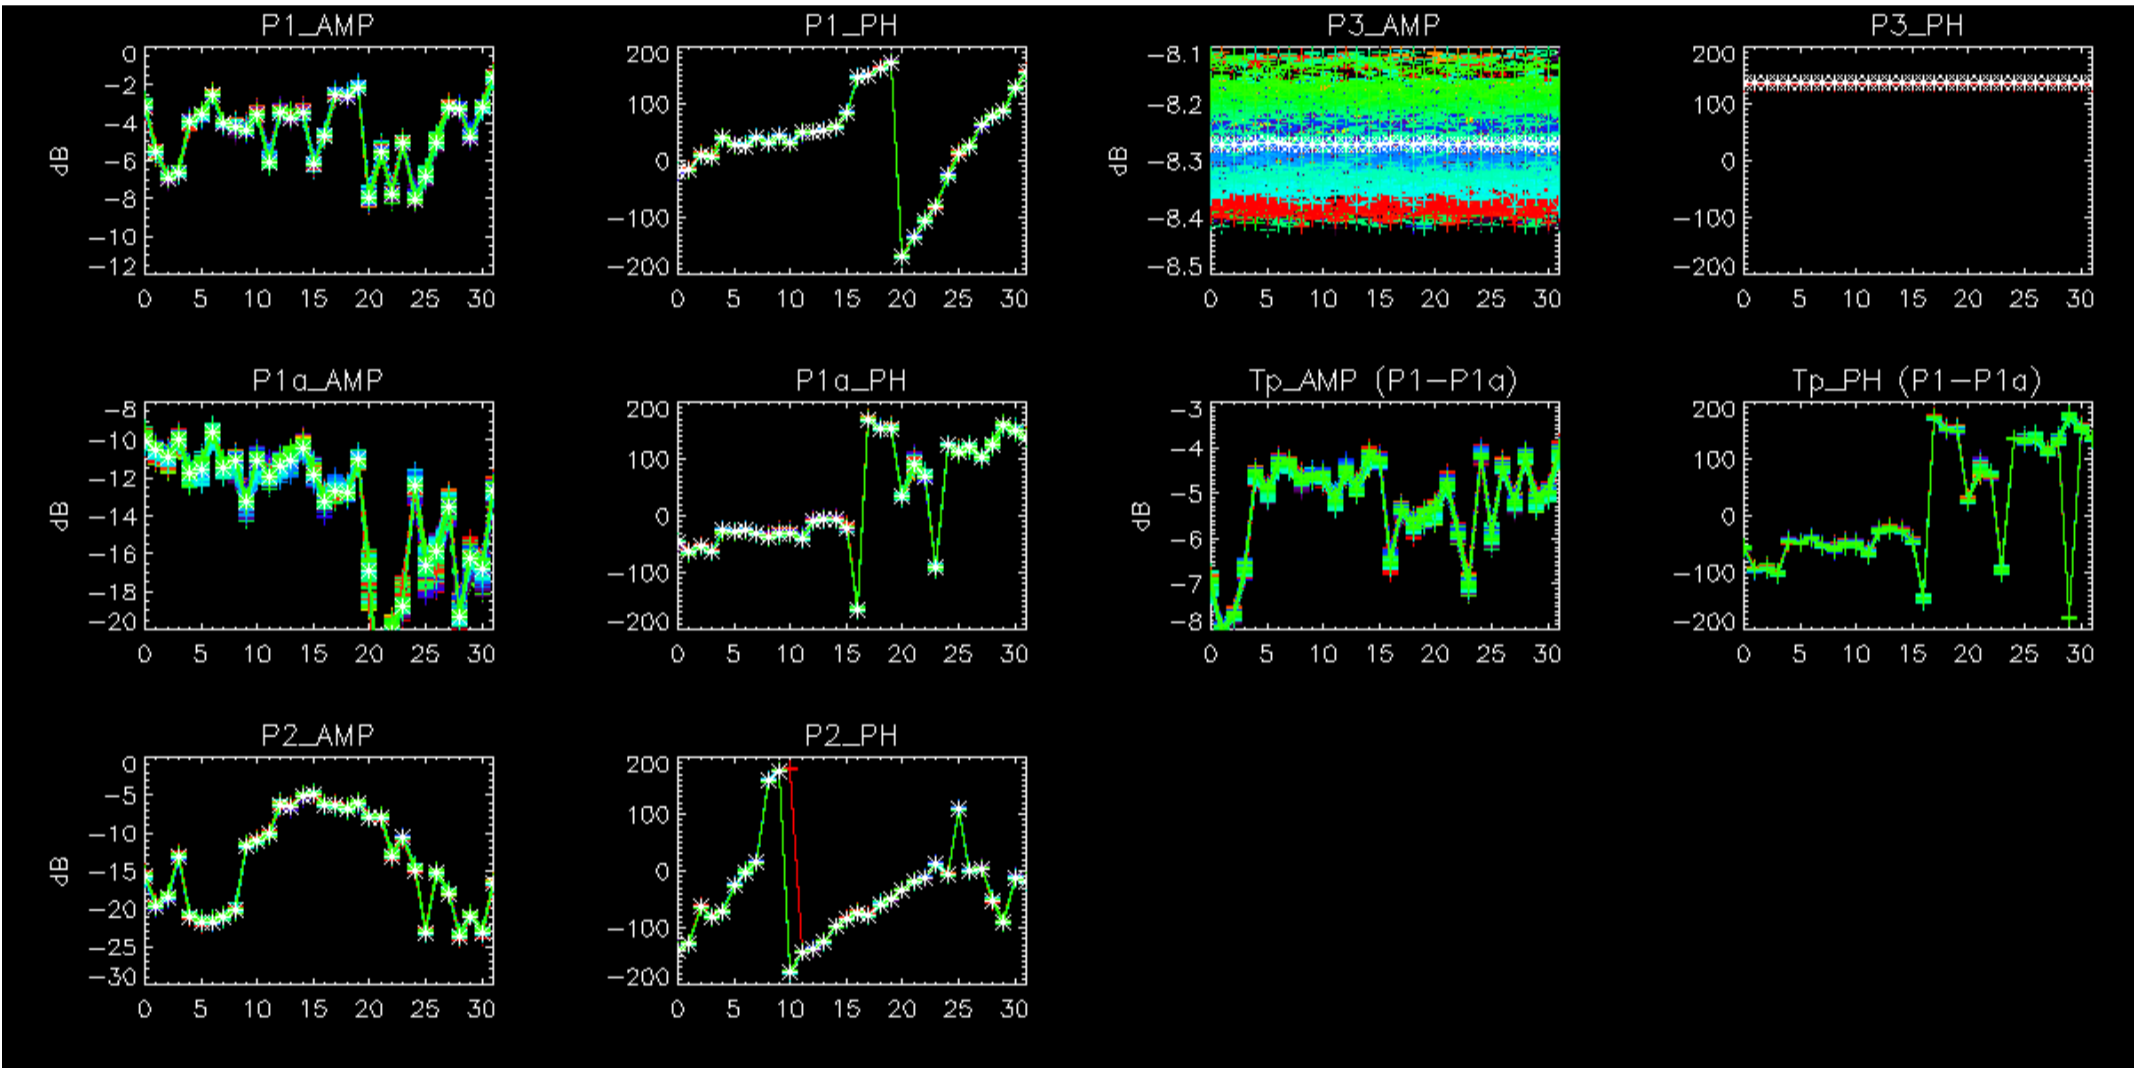 P1_AMP
0
−2
−4
−6
−8
−10
−12
dB
0 5 10 15 20 25 30
P1_PH
200
100
0
−100
−200
0 5 10 15 20 25 30
P3_AMP
−8.1
−8.2
−8.3
−8.4
−8.5
dB
0 5 10 15 20 25 30
P3_PH
200
100
0
−100
−200
0 5 10 15 20 25 30
P1a_AMP
−8
−10
−12
−14
−16
−18
−20
dB
0 5 10 15 20 25 30
P1a_PH
200
100
0
−100
−200
0 5 10 15 20 25 30
Tp_AMP (P1−P1a)
−3
−4
−5
−6
−7
−8
dB
0 5 10 15 20 25 30
Tp_PH (P1−P1a)
200
100
0
−100
−200
0 5 10 15 20 25 30
P2_AMP
0
−5
−10
−15
−20
−25
−30
dB
0 5 10 15 20 25 30
P2_PH
200
100
0
−100
−200
0 5 10 15 20 25 30